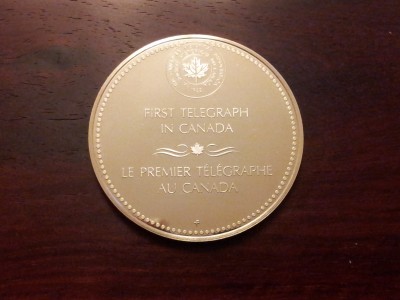 FIRST TELEGRAPH
IN CANADA
LE PREMIER TÉLÉGRAPHE
AU CANADA